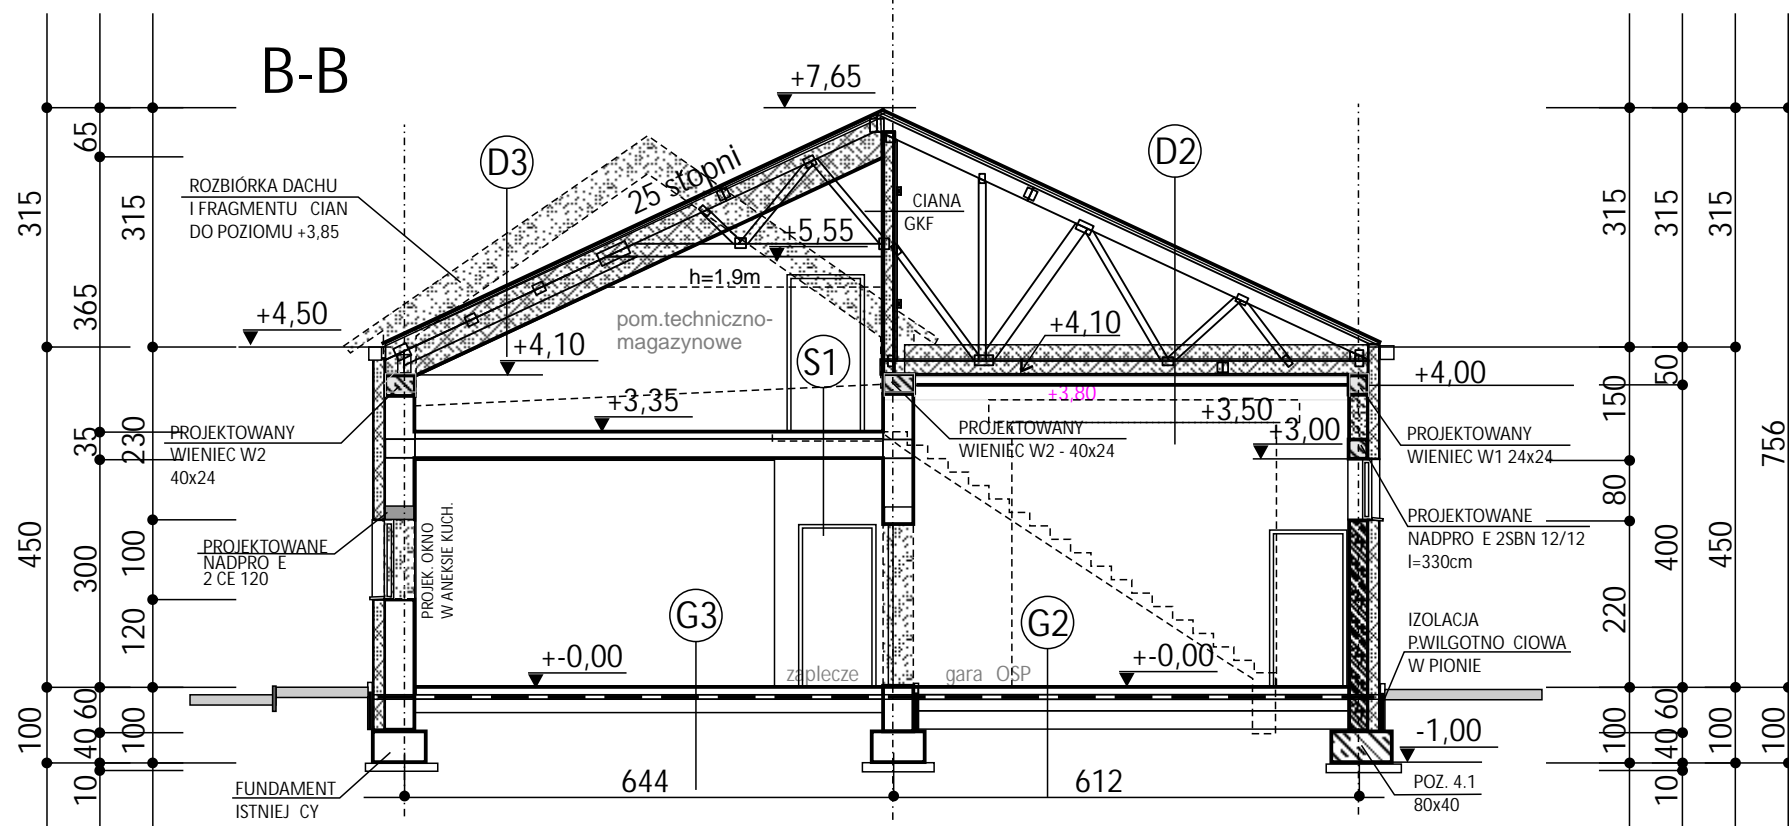 B-B
+7,65
D3
D2
25 stopni
ROZBIÓRKA DACHU
I FRAGMENTU CIAN
DO POZIOMU +3,85
CIANA
GKF
+5,55
h=1,9m
+4,50
pom.techniczno-
magazynowe
+4,10
+4,10
S1
+4,00
+3,80
+3,35
+3,50
+3,00
PROJEKTOWANY
WIENIEC W2
40x24
PROJEKTOWANY
WIENIEC W2 - 40x24
PROJEKTOWANY
WIENIEC W1 24x24
PROJEKTOWANE
NADPRO E
2 CE 120
PROJEK. OKNO
W ANEKSIE KUCH.
PROJEKTOWANE
NADPRO E 2SBN 12/12
l=330cm
G3
G2
IZOLACJA
P.WILGOTNO CIOWA
W PIONIE
+-0,00
+-0,00
zaplecze
gara OSP
-1,00
FUNDAMENT
ISTNIEJ CY
644
612
POZ. 4.1
80x40
315
450
100
65
365
35
300
60
40
10
315
230
100
120
100
315
150
80
220
100
315
50
400
60
40
10
315
450
100
756
100